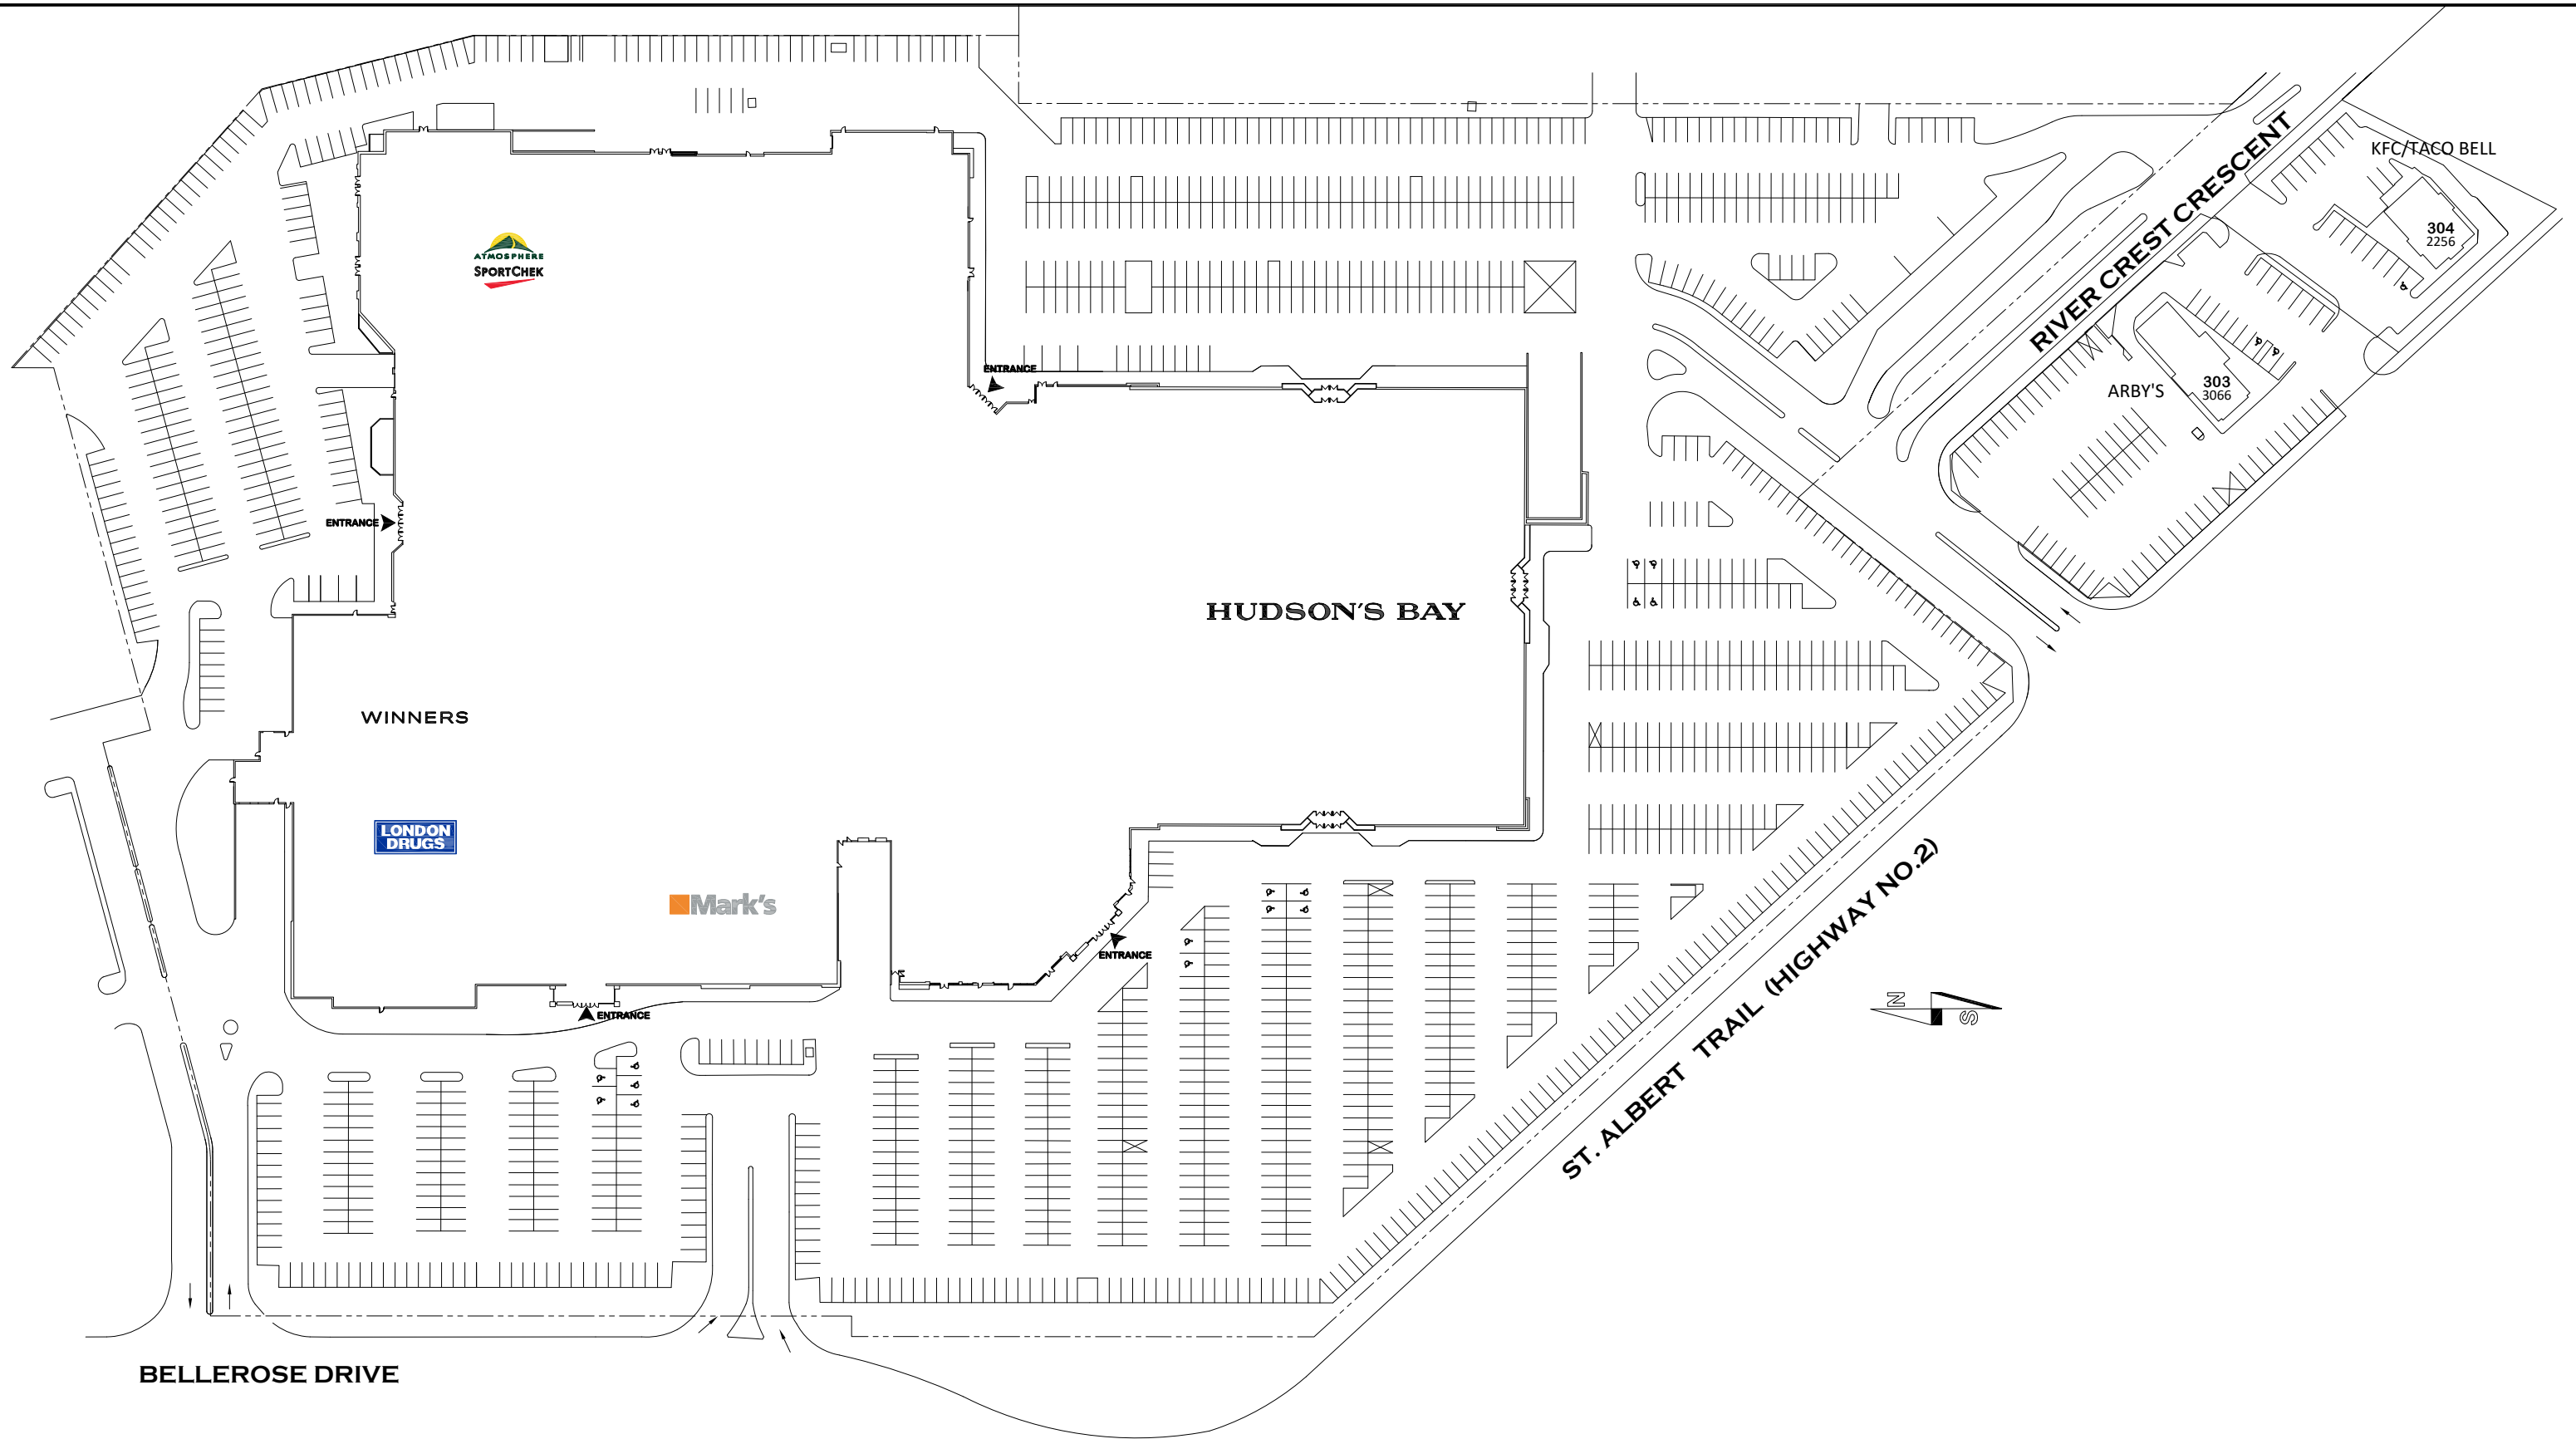 KFC/TACO BELL
304
2256
RIVER CREST CRESCENT
ATMOSPHERE
SPORTCHEK
ENTRANCE
ARBY'S
303
3066
ENTRANCE
HUDSON'S BAY
WINNERS
LONDON
DRUGS
Mark's
ENTRANCE
ENTRANCE
ST. ALBERT TRAIL (HIGHWAY NO.2)
N
S
BELLEROSE DRIVE